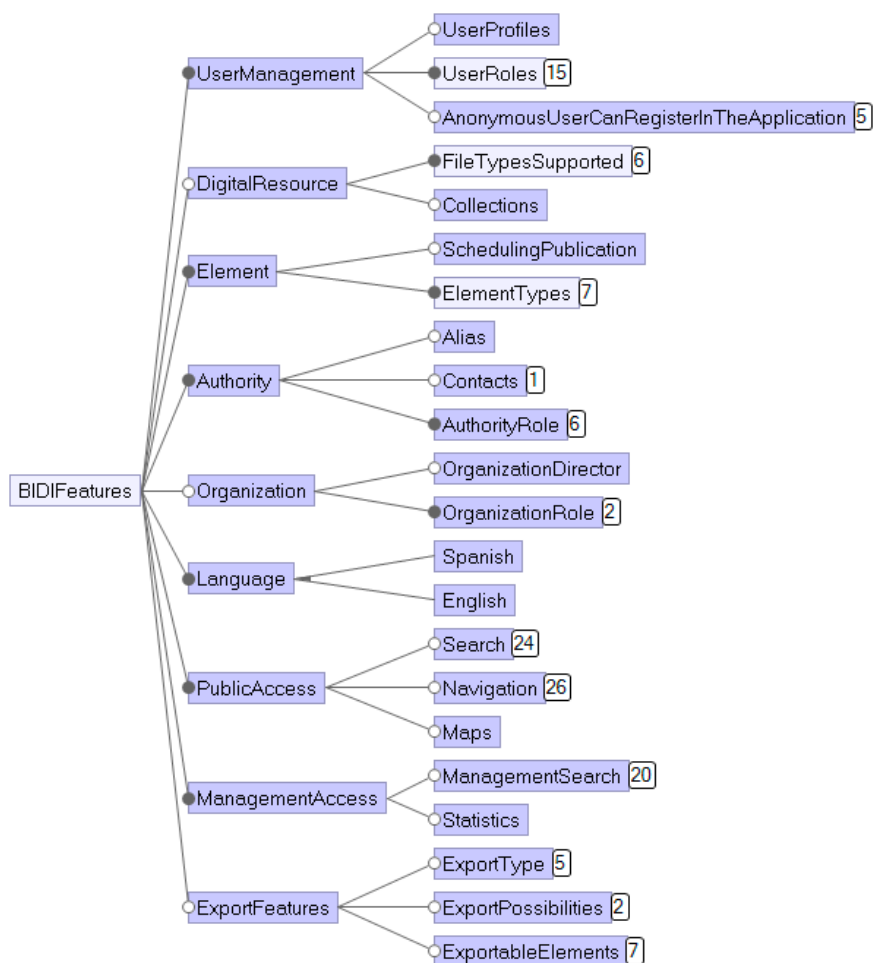 UserProfiles
UserManagement
UserRoles 15
AnonymousUserCanRegisterInTheApplication 5
FileTypesSupported 6
DigitalResource
Collections
SchedulingPublication
Element
ElementTypes 7
Alias
Authority
Contacts 1
AuthorityRole 6
OrganizationDirector
BIDIFeatures
Organization
OrganizationRole 2
Spanish
Language
English
Search 24
PublicAccess
Navigation 26
Maps
ManagementSearch 20
ManagementAccess
Statistics
ExportType 5
ExportFeatures
ExportPossibilities 2
ExportableElements 7